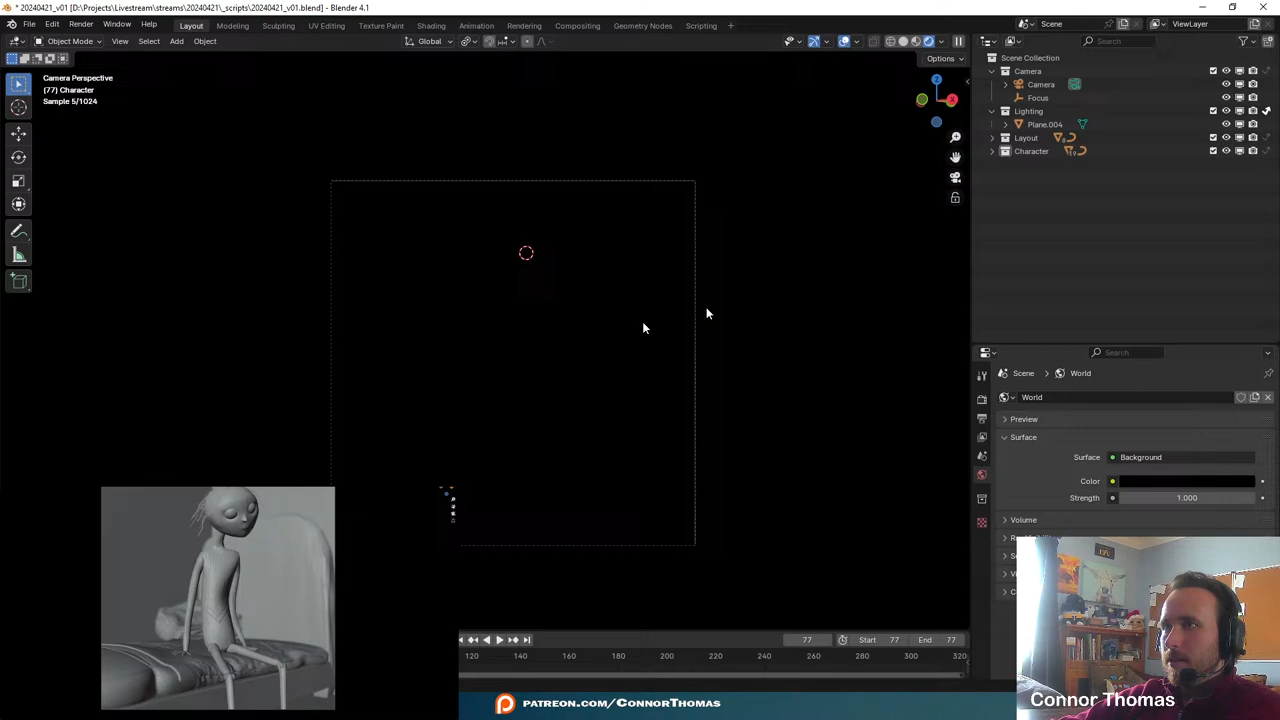 * 20240421_v01 [D:\Projects\Livestream\streams\20240421\_scripts\20240421_v01.blend] - Blender 4.1
File Edit Render Window Help Layout Modeling Sculpting UV Editing Texture Paint Shading Animation Rendering Compositing Geometry Nodes Scripting + Scene ViewLayer
Object Mode View Select Add Object Global Search
Options
Camera Perspective
(77) Character
Sample 5/1024
Z
X
Scene Collection
Camera
Camera
Focus
Lighting
Plane.004
Layout
Character
Search
Scene > World
World
Preview
Surface
Surface Background
Color
Strength 1.000
Volume
77 Start 77 End 77
120 140 160 180 200 220 240 260 280 300 320
PATREON.COM/CONNORTHOMAS
Connor Thomas